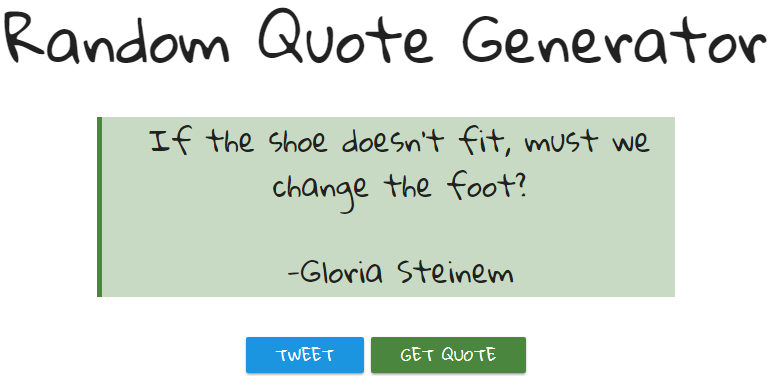 Random Quote Generator
If the shoe doesn't fit, must we
change the foot?
-Gloria Steinem
TWEET
GET QUOTE